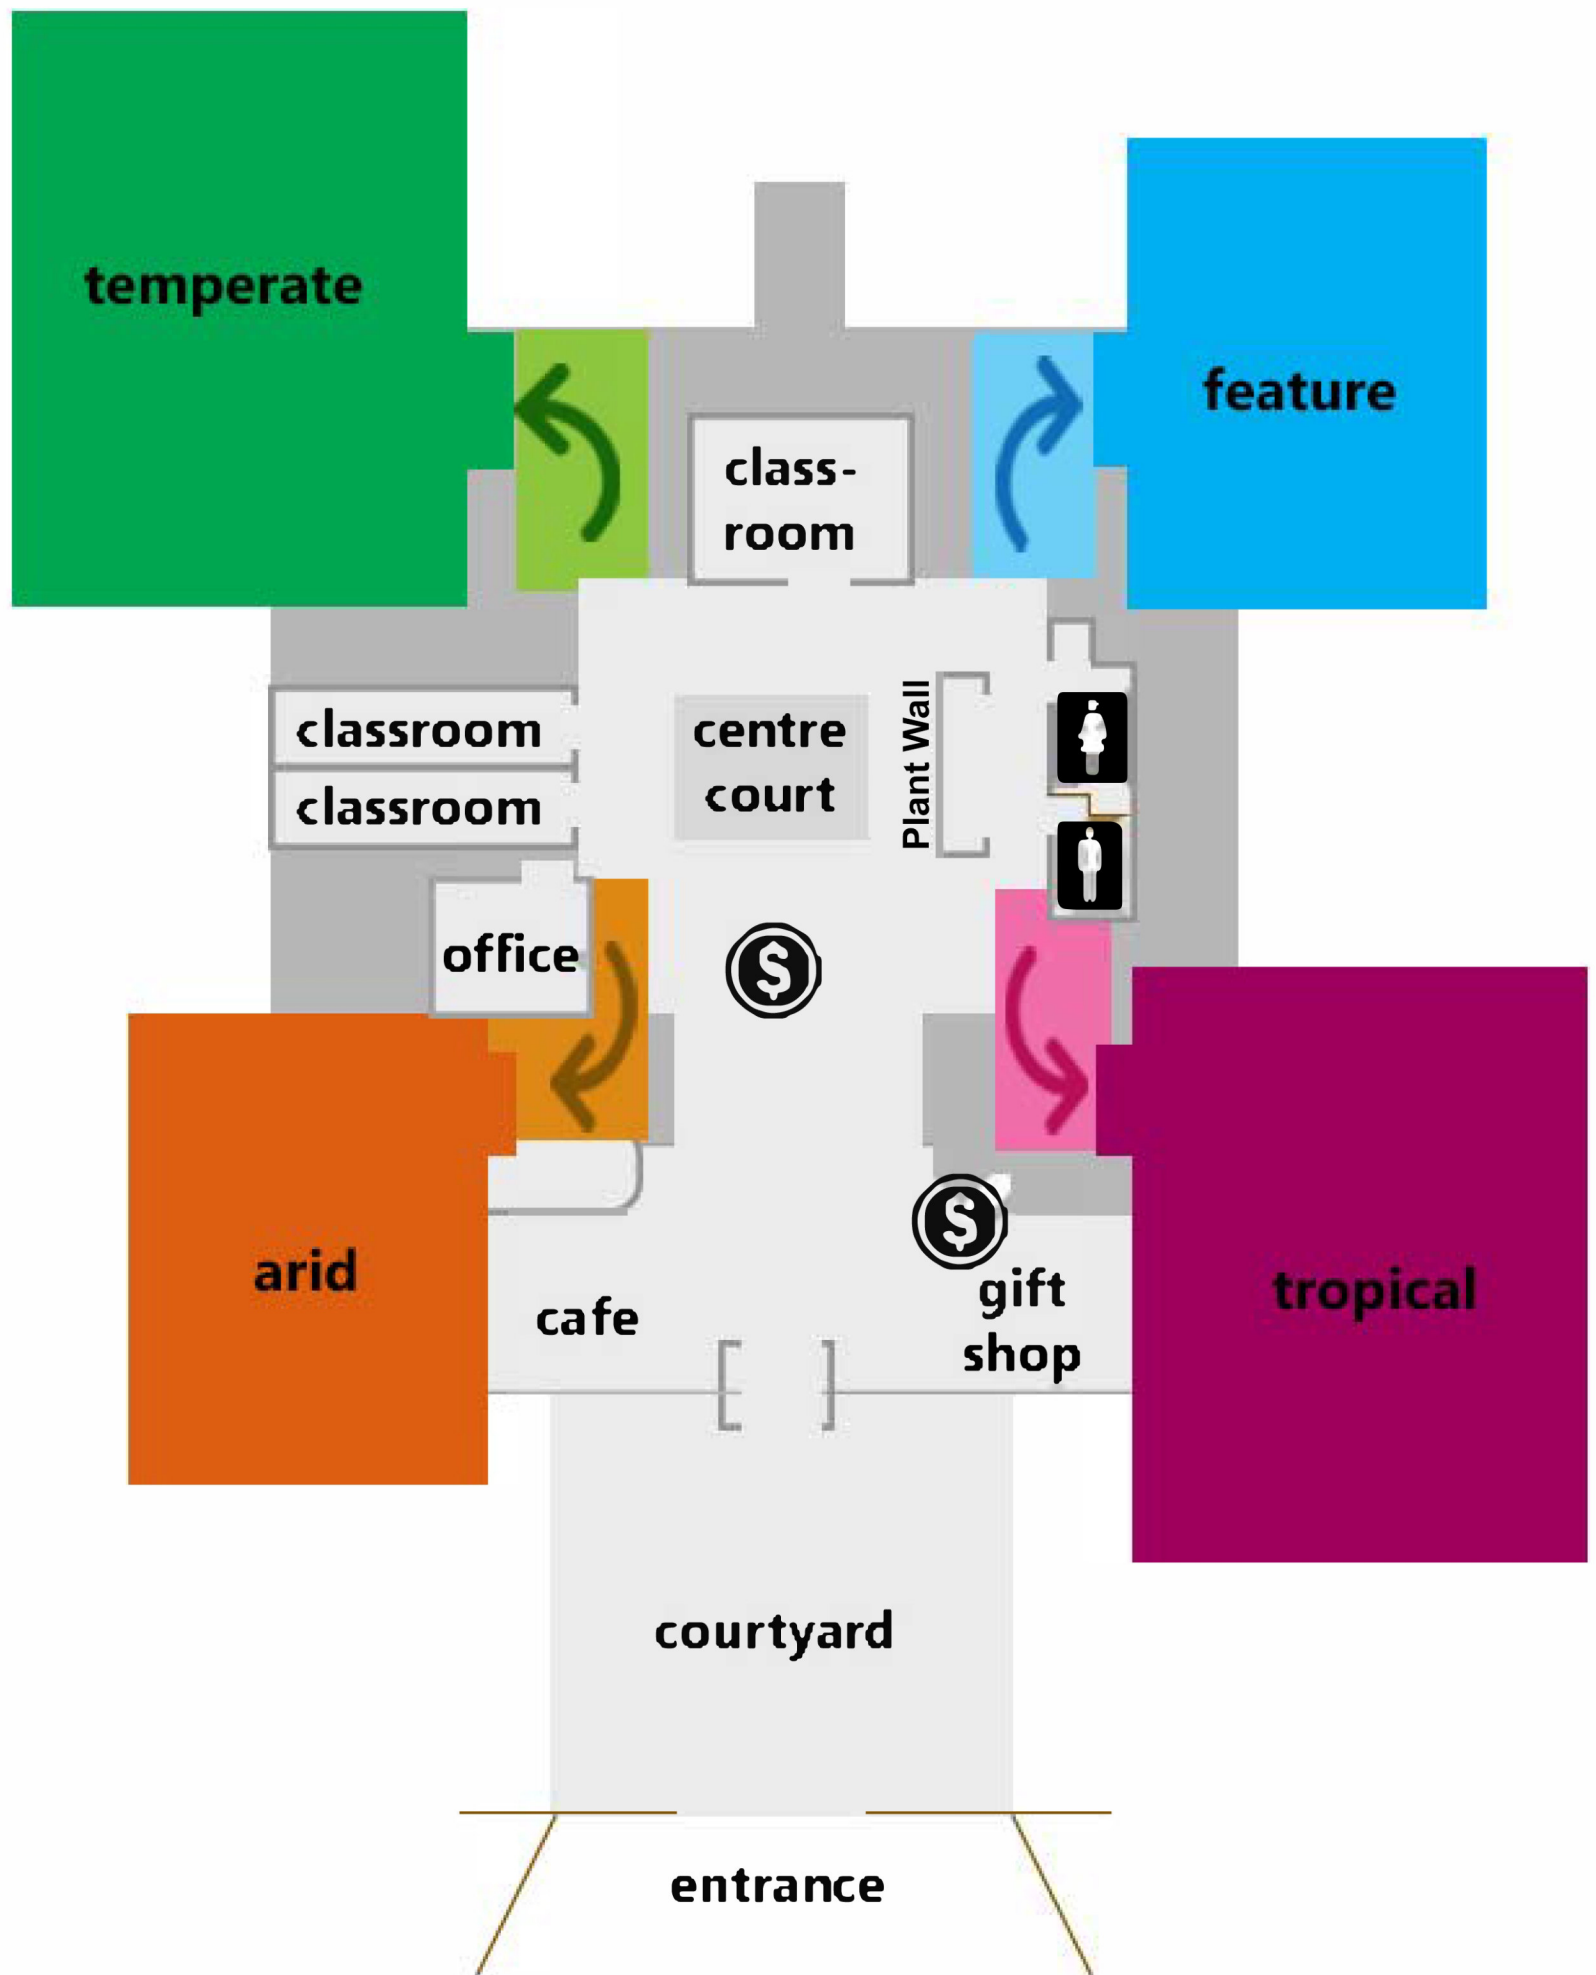 temperate
feature
class-
room
classroom
classroom
centre
court
Plant Wall
office
$
arid
$
cafe
gift
shop
tropical
courtyard
entrance